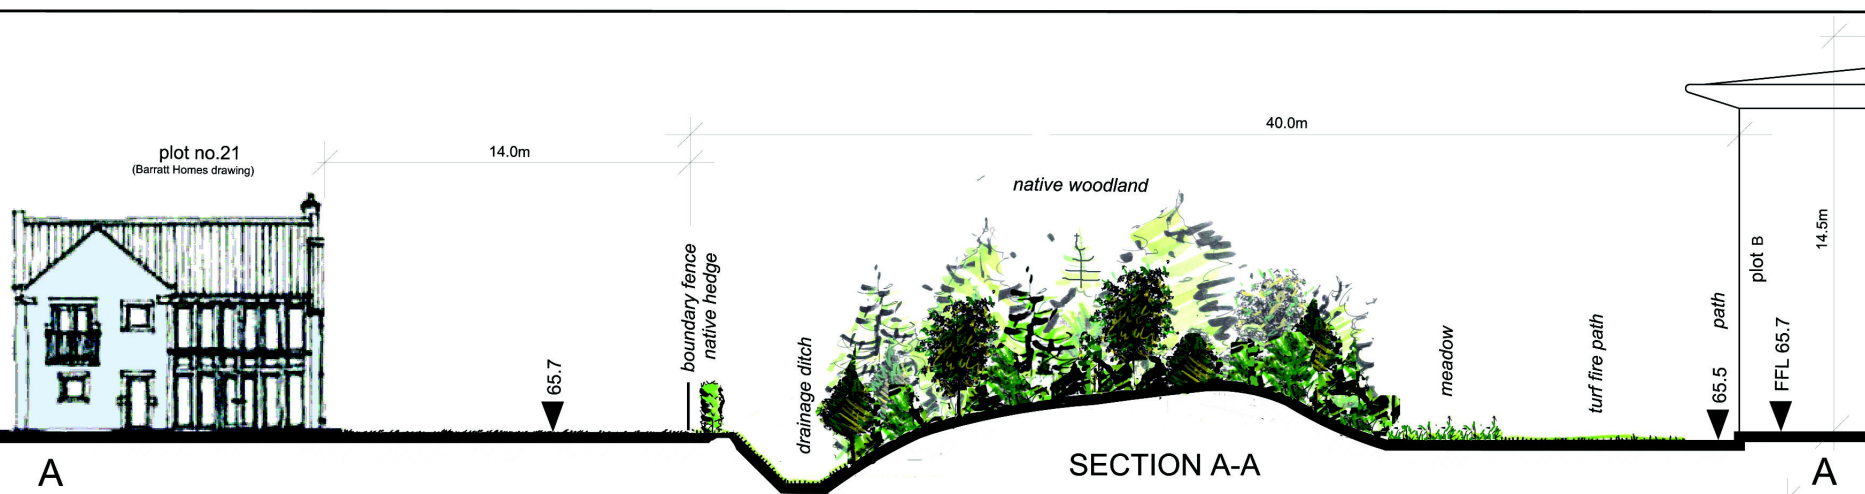 plot no.21
(Barratt Homes drawing)
14.0m
40.0m
native woodland
boundary fence
native hedge
65.7
drainage ditch
meadow
turf fire path
path
65.5
plot B
FFL 65.7
14.5m
A
SECTION A-A
A